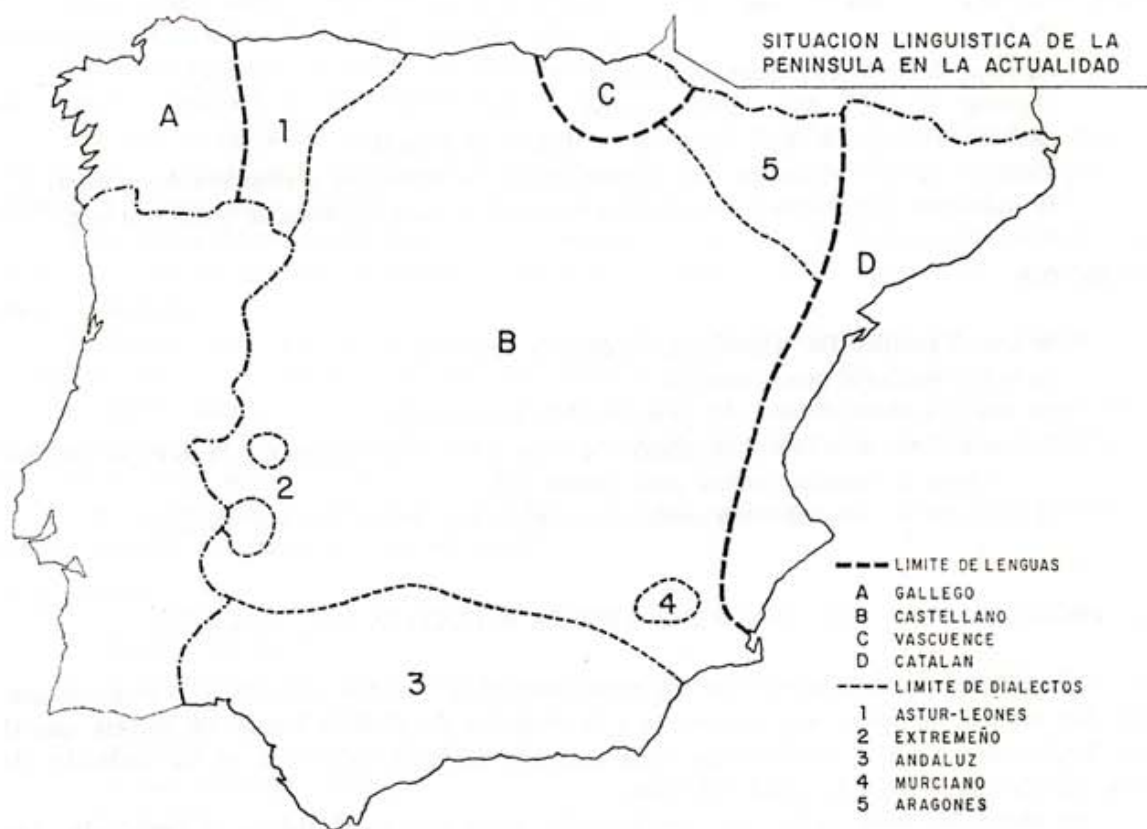 SITUACION LINGUISTICA DE LA
PENINSULA EN LA ACTUALIDAD
A
1
C
5
D
B
2
4
3
LIMITE DE LENGUAS
A GALLEGO
B CASTELLANO
C VASCUENCE
D CATALAN
LIMITE DE DIALECTOS
1 ASTUR-LEONES
2 EXTREMEÑO
3 ANDALUZ
4 MURCIANO
5 ARAGONES